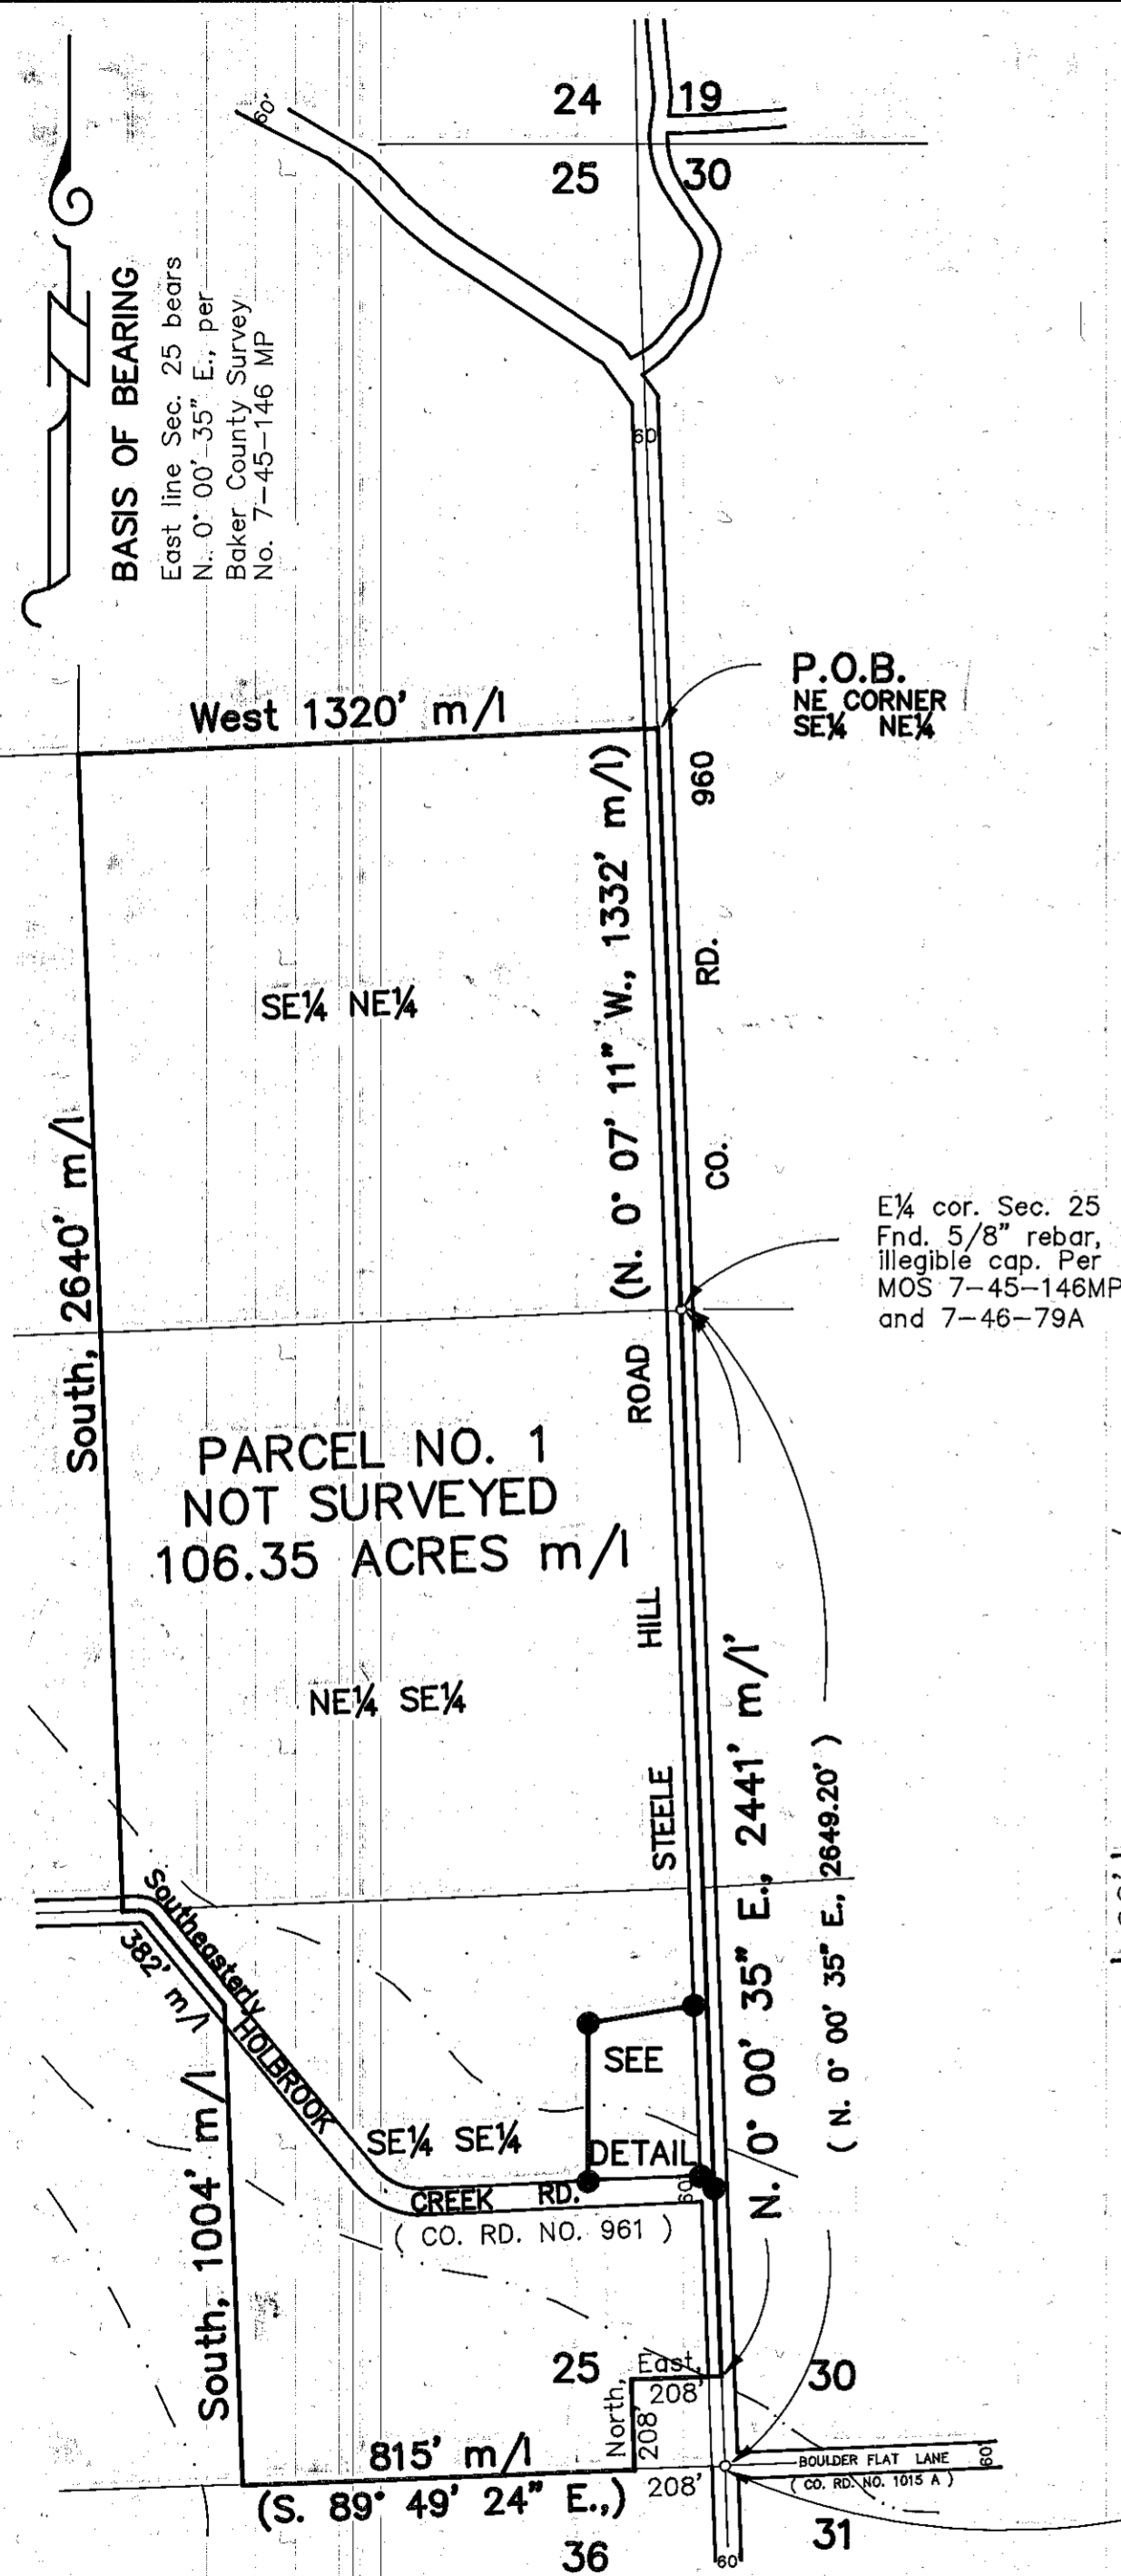 24
19
25
30
60'
BASIS OF BEARING
East line Sec. 25 bears
N. 0° 00'-35" E., per
Baker County Survey
No. 7-45-146 MP
60
P.O.B.
NE CORNER
SE¼ NE¼
West 1320' m/l
(N. 0° 07' 11" W., 1332' m/l)
960
RD.
CO.
SE¼ NE¼
South, 2640' m/l
E¼ cor. Sec. 25
Fnd. 5/8" rebar,
illegible cap. Per
MOS 7-45-146MP
and 7-46-79A
ROAD
HILL
STEELE
PARCEL NO. 1
NOT SURVEYED
106.35 ACRES m/l
NE¼ SE¼
N. 0° 00' 35" E., 2441' m/l'
( N. 0° 00' 35" E., 2649.20' )
Southeasterly
382' m/l
HOLBROOK
SEE
DETAIL
SE¼ SE¼
CREEK RD.
( CO. RD. NO. 961 )
60
South, 1004' m/l
25
East,
208'
North,
208'
30
815' m/l
208'
(S. 89° 49' 24" E.,)
BOULDER FLAT LANE
( CO. RD. NO. 1015 A )
60'
36
31
60'